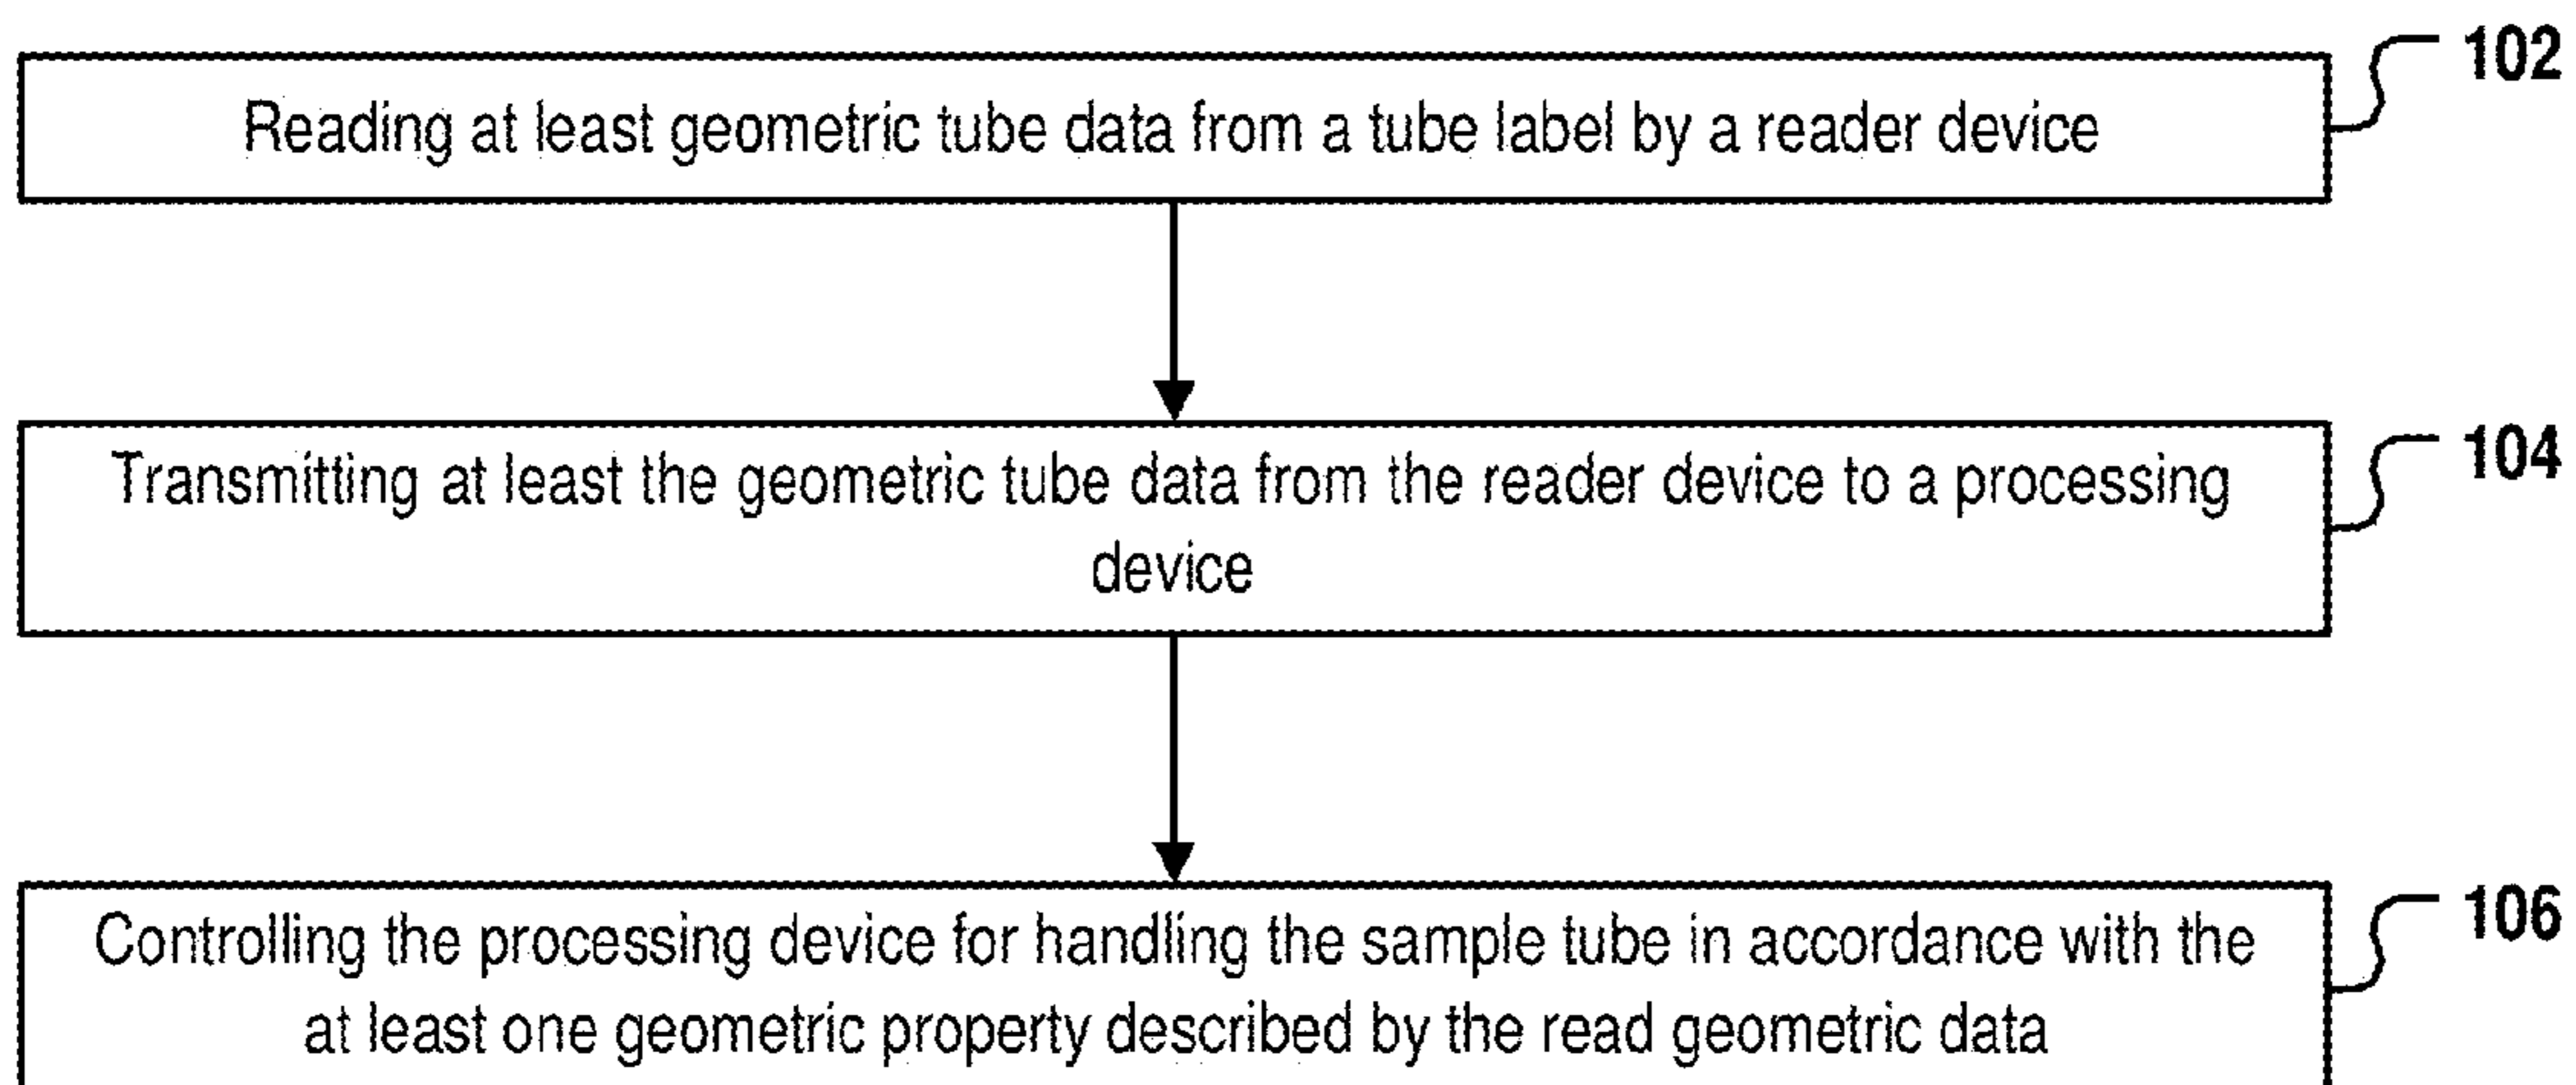 102
Reading at least geometric tube data from a tube label by a reader device
104
Transmitting at least the geometric tube data from the reader device to a processing
device
106
Controlling the processing device for handling the sample tube in accordance with the
at least one geometric property described by the read geometric data